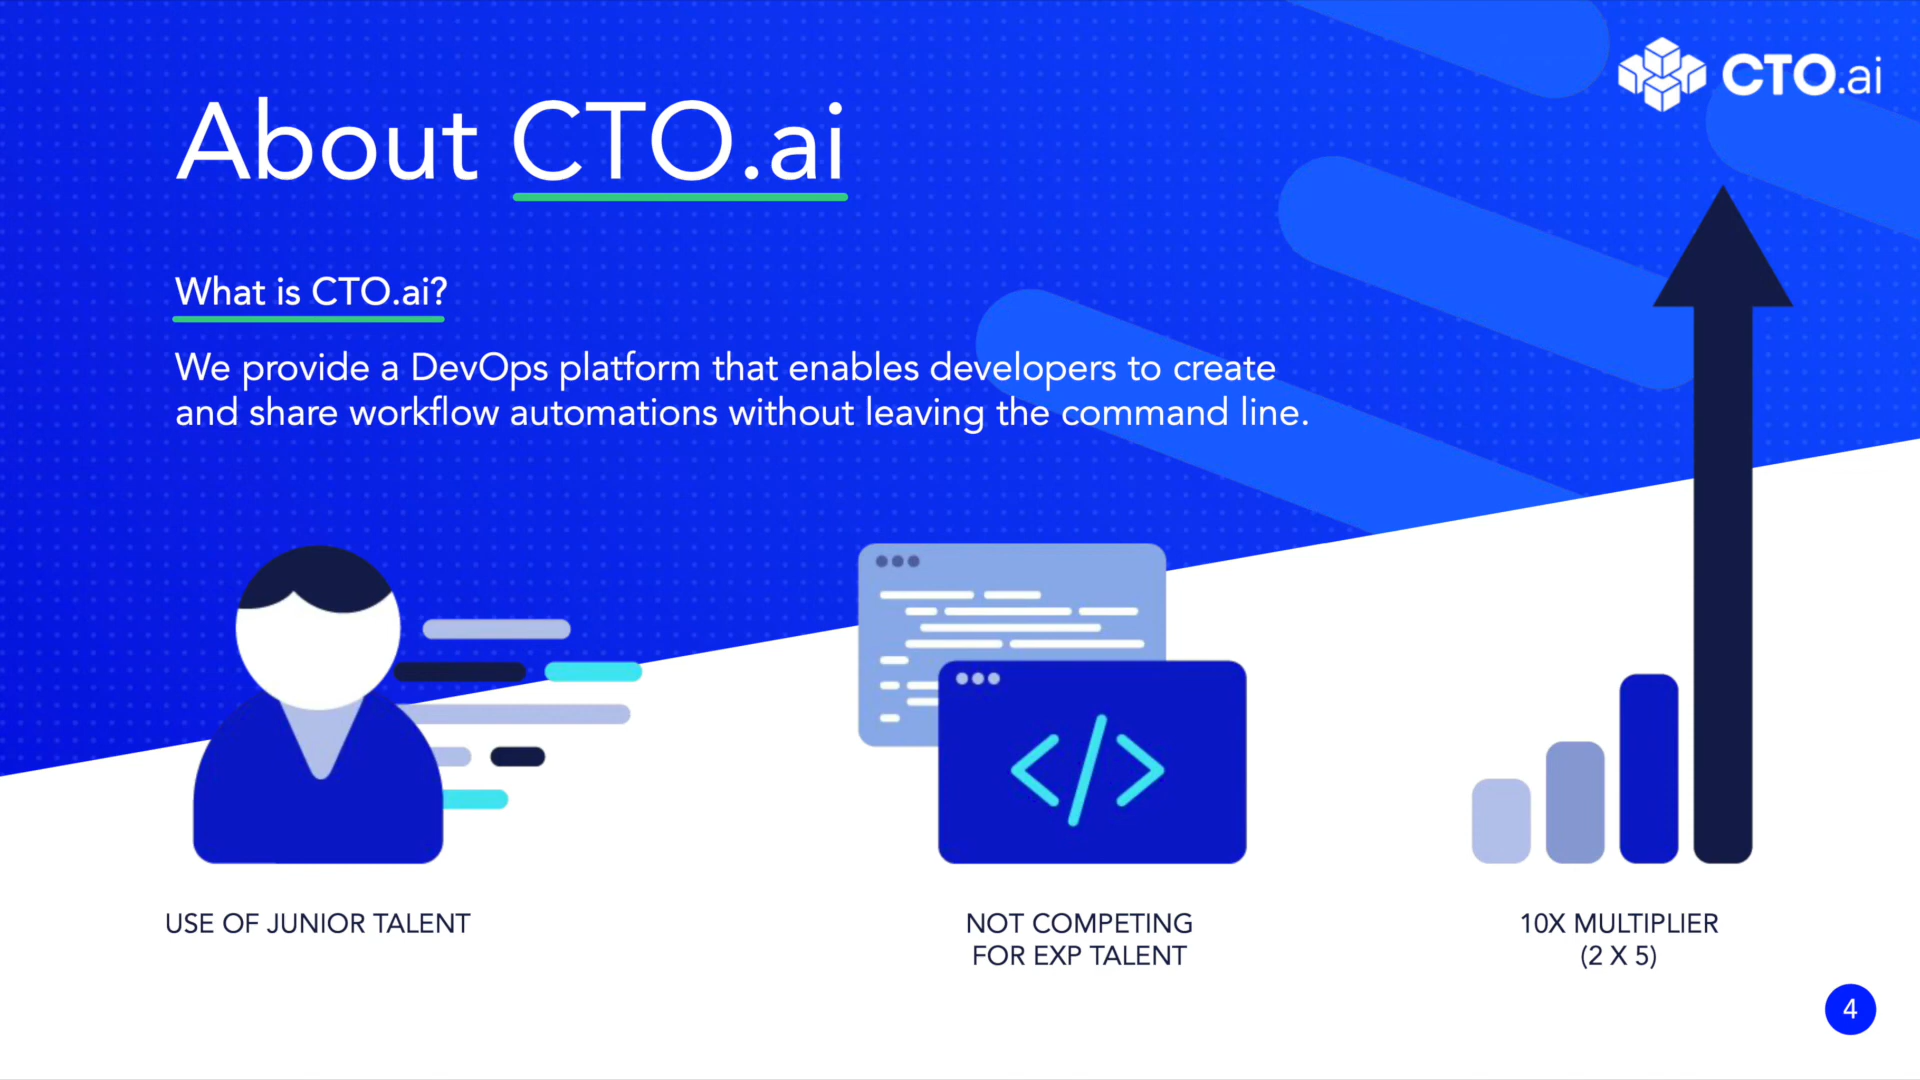 CTO.ai
About CTO.ai
What is CTO.ai?
We provide a DevOps platform that enables developers to create
and share workflow automations without leaving the command line.
</>
USE OF JUNIOR TALENT
NOT COMPETING
FOR EXP TALENT
10X MULTIPLIER
(2 X 5)
4